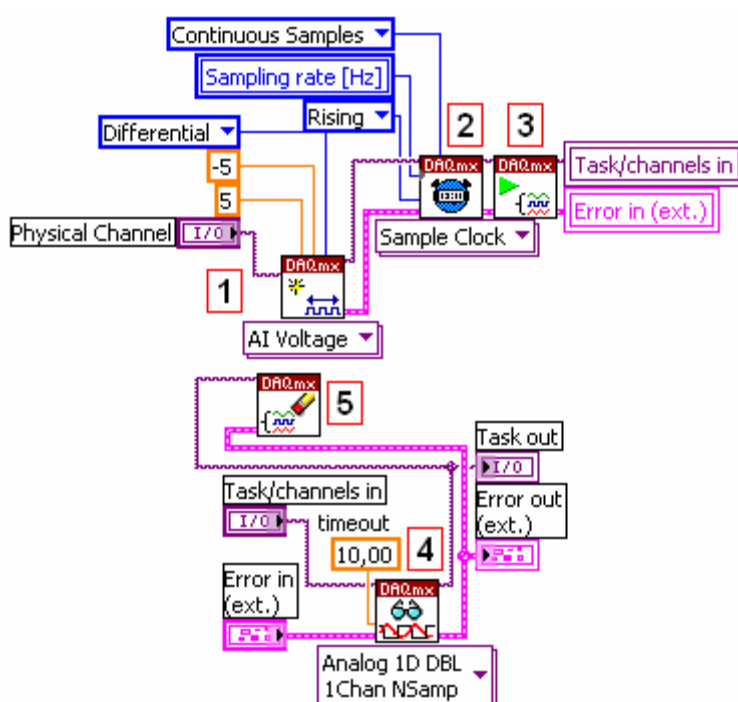 Continuous Samples
Sampling rate [Hz]
Rising
Differential
-5
5
2
3
DAQmx
DAQmx
Task/channels in
Error in (ext.)
Physical Channel
I/O
Sample Clock
1
DAQmx
AI Voltage
DAQmx
5
Task out
I/O
Task/channels in
I/O
timeout
Error out
(ext.)
10,00
4
Error in
(ext.)
DAQmx
Analog 1D DBL
1Chan NSamp